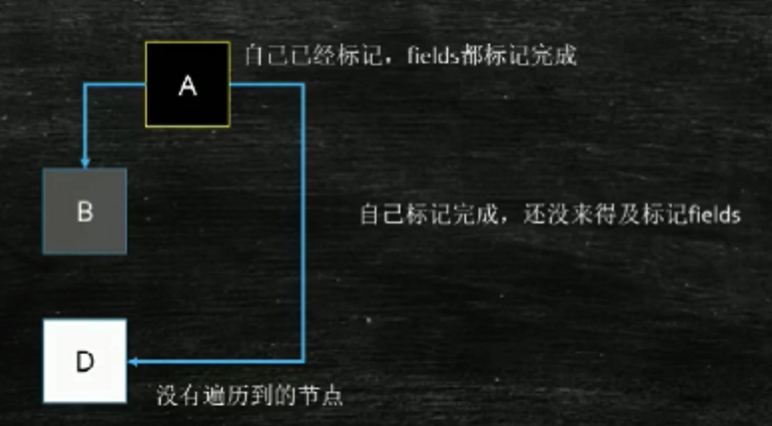 A
自己已经标记，fields都标记完成
B
自己标记完成，还没来得及标记fields
D
没有遍历到的节点